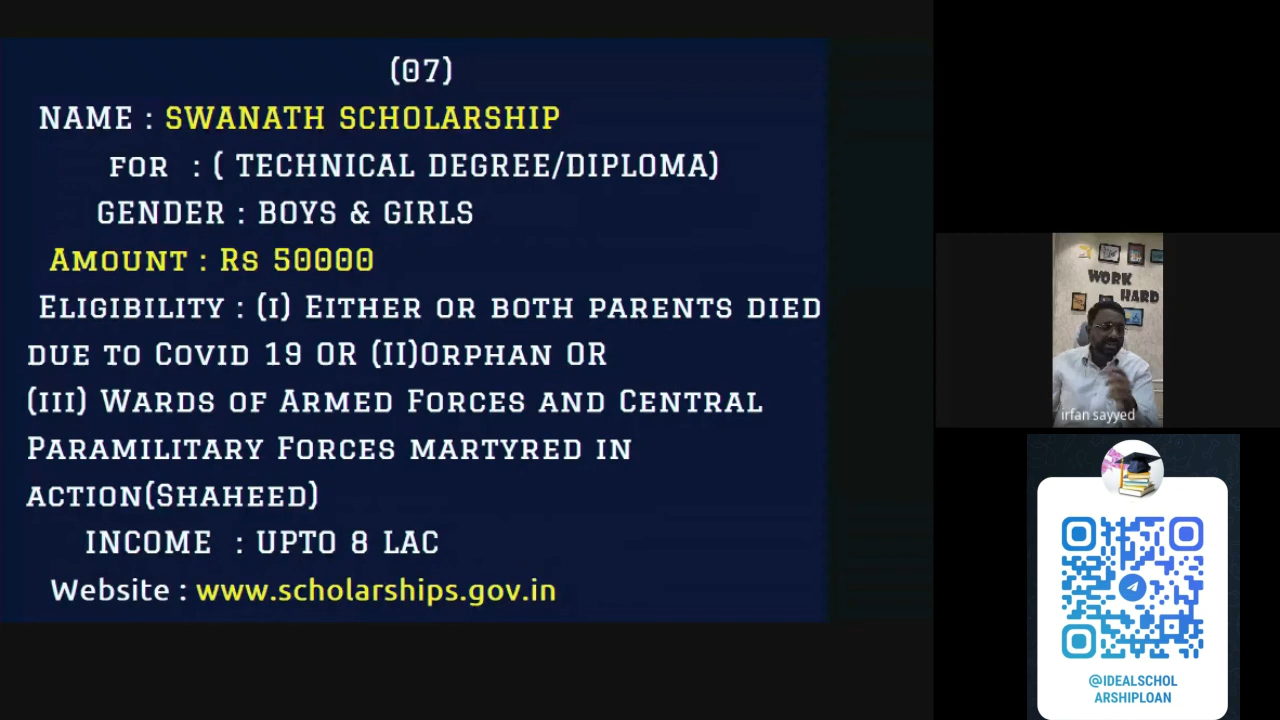 (07)
NAME : SWANATH SCHOLARSHIP
FOR : ( TECHNICAL DEGREE/DIPLOMA)
GENDER : BOYS & GIRLS
AMOUNT : RS 50000
ELIGIBILITY : (I) EITHER OR BOTH PARENTS DIED
DUE TO COVID 19 OR (II)ORPHAN OR
(III) WARDS OF ARMED FORCES AND CENTRAL
PARAMILITARY FORCES MARTYRED IN
ACTION(SHAHEED)
INCOME : UPTO 8 LAC
Website : www.scholarships.gov.in
WORK
HARD
irfan sayyed
@IDEALSCHOL
ARSHIPLOAN